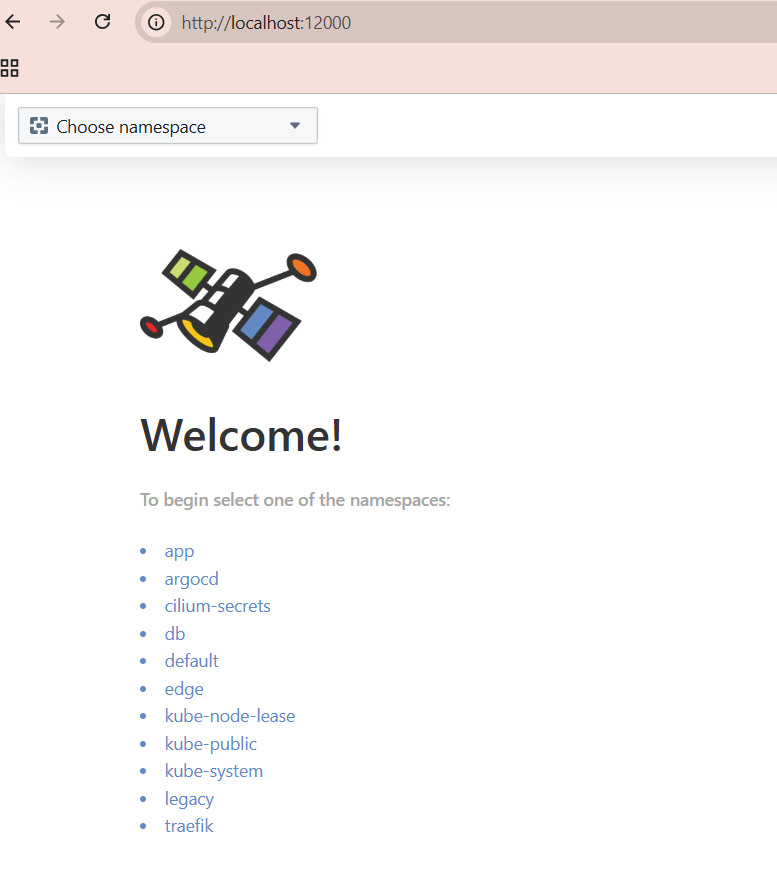 http://localhost:12000
Choose namespace
Welcome!
To begin select one of the namespaces:
app
argocd
cilium-secrets
db
default
edge
kube-node-lease
kube-public
kube-system
legacy
traefik